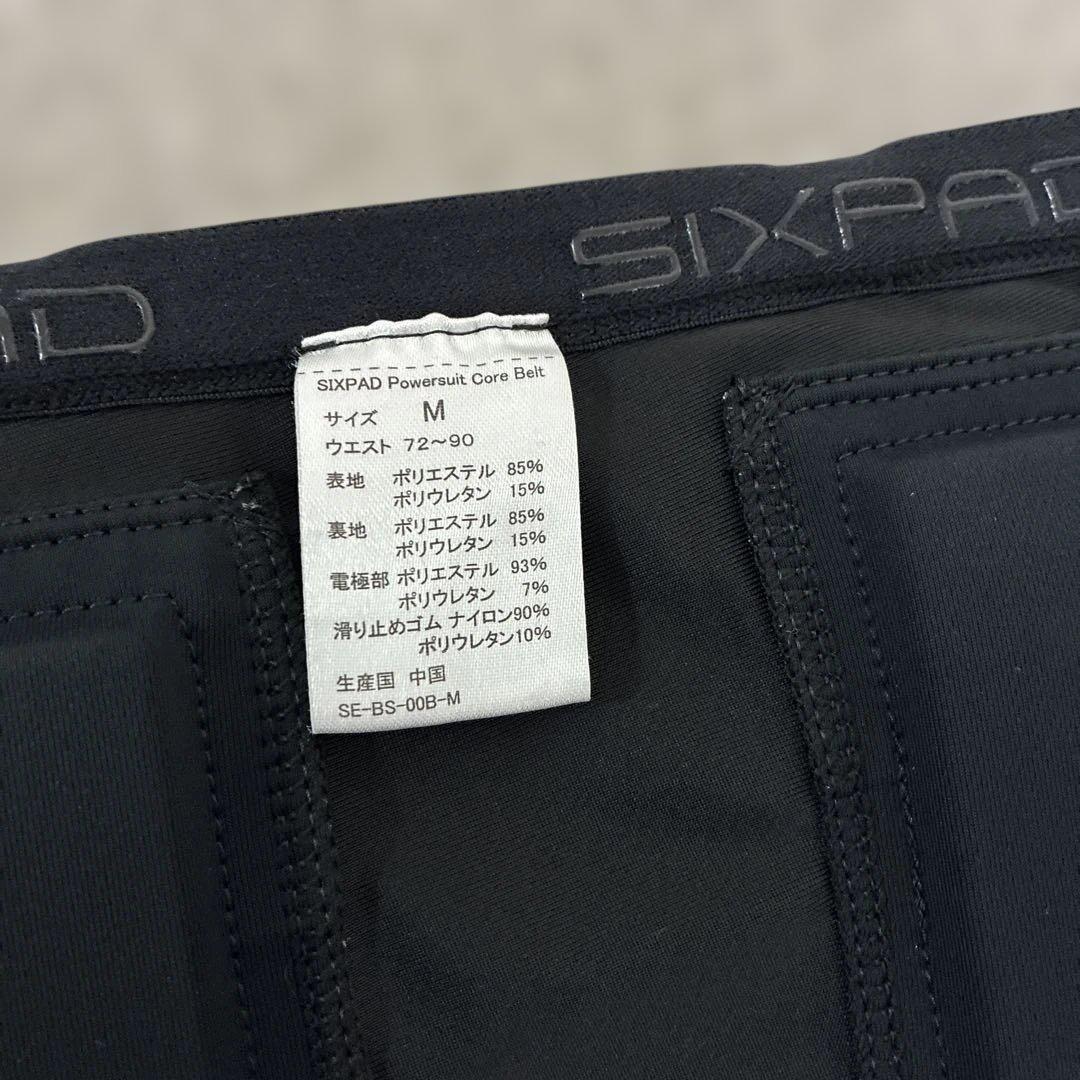 SIXPAD
AD
SIXPAD Powersuit Core Belt
サイズ M
ウエスト 72～90
表地 ポリエステル 85%
ポリウレタン 15%
裏地 ポリエステル 85%
ポリウレタン 15%
電極部 ポリエステル 93%
ポリウレタン 7%
滑り止めゴム ナイロン90%
ポリウレタン10%
生産国 中国
SE-BS-00B-M